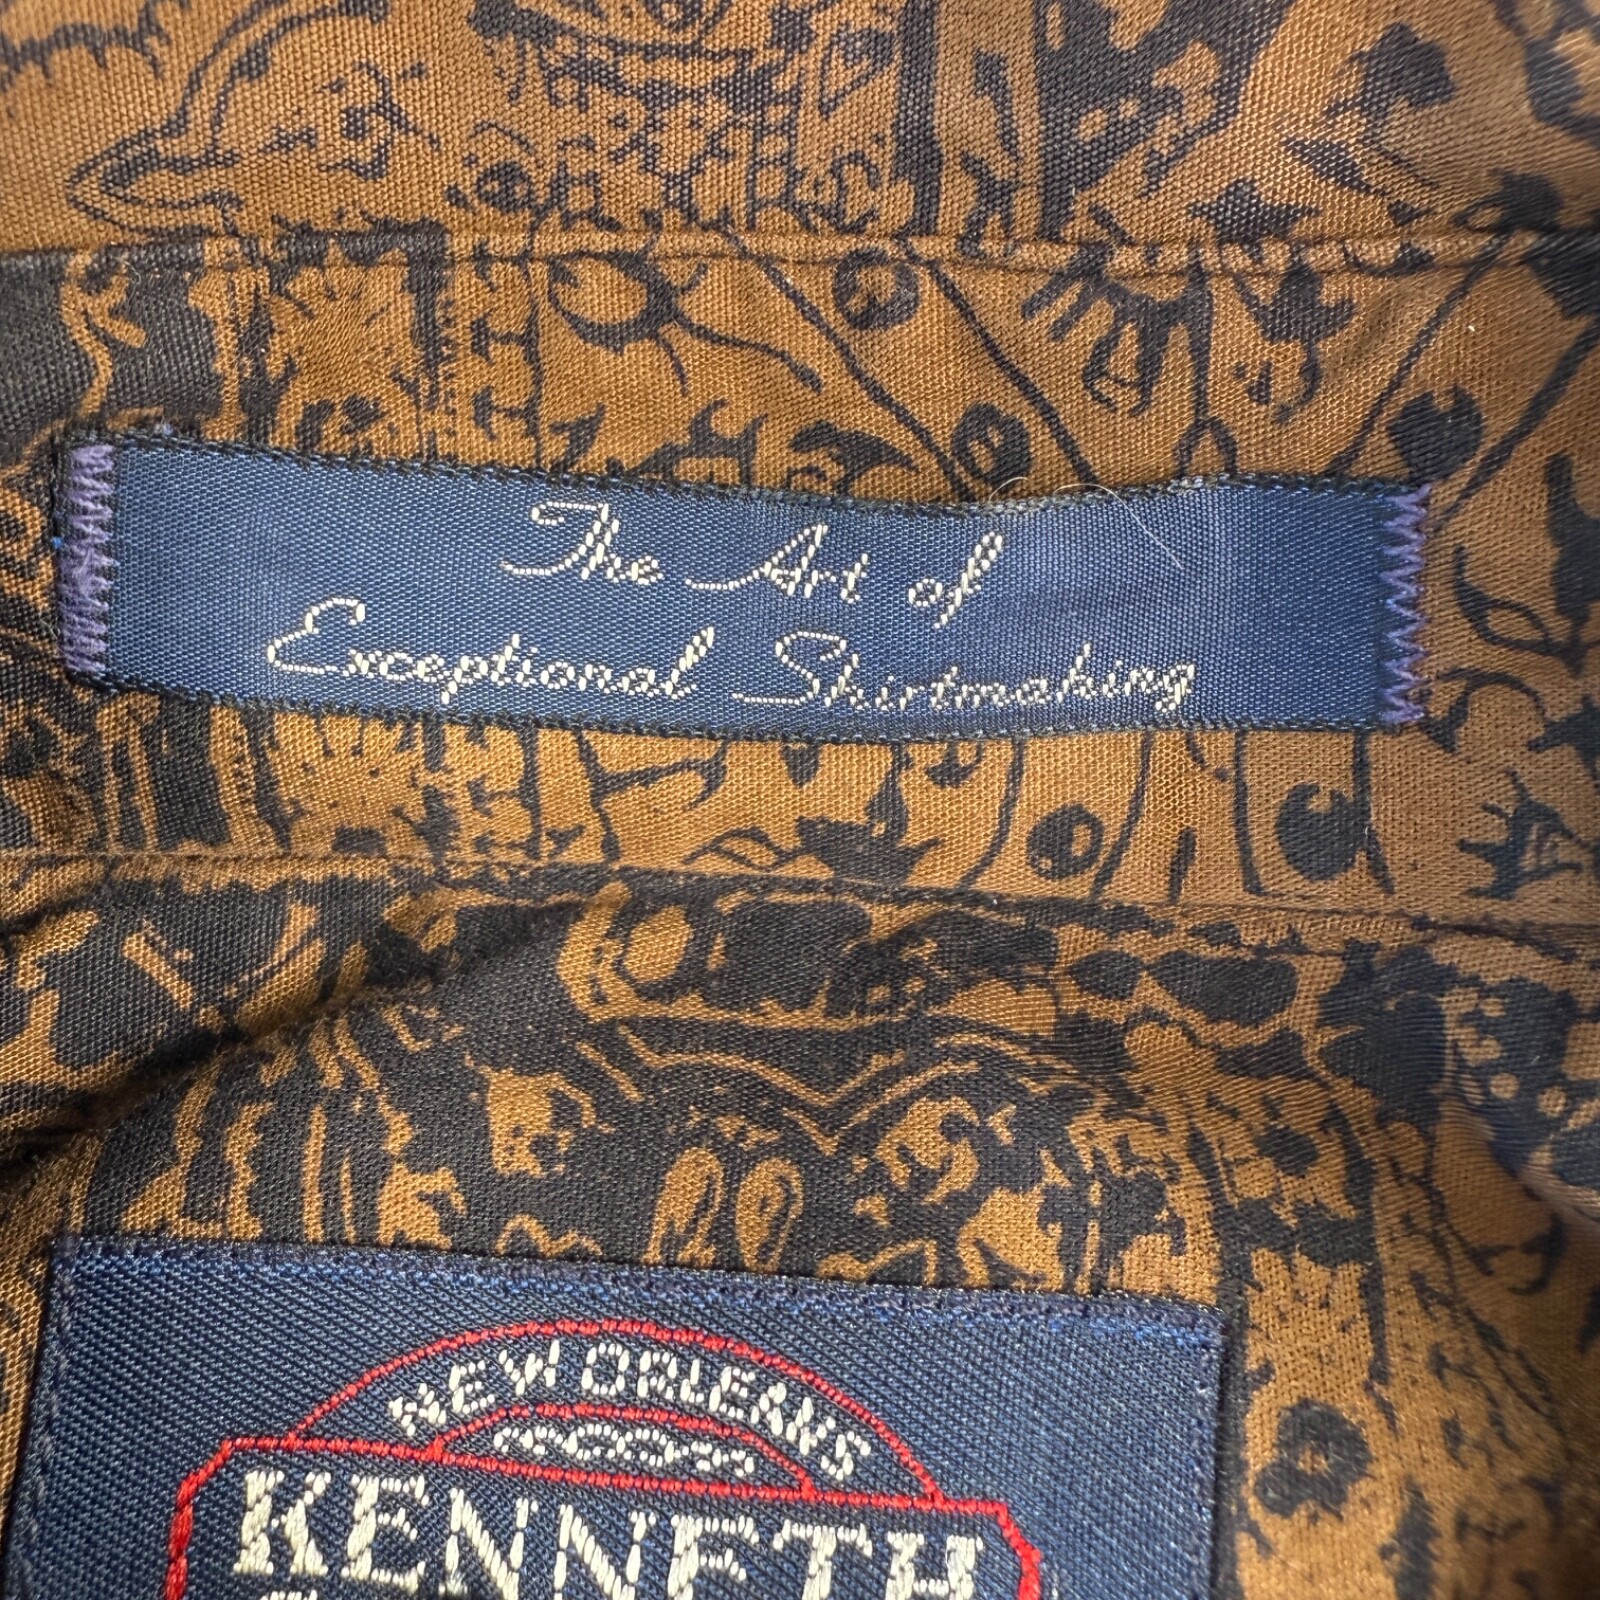 The Art of
Exceptional Shirtmaking
NEW ORLEANS
KENNETH